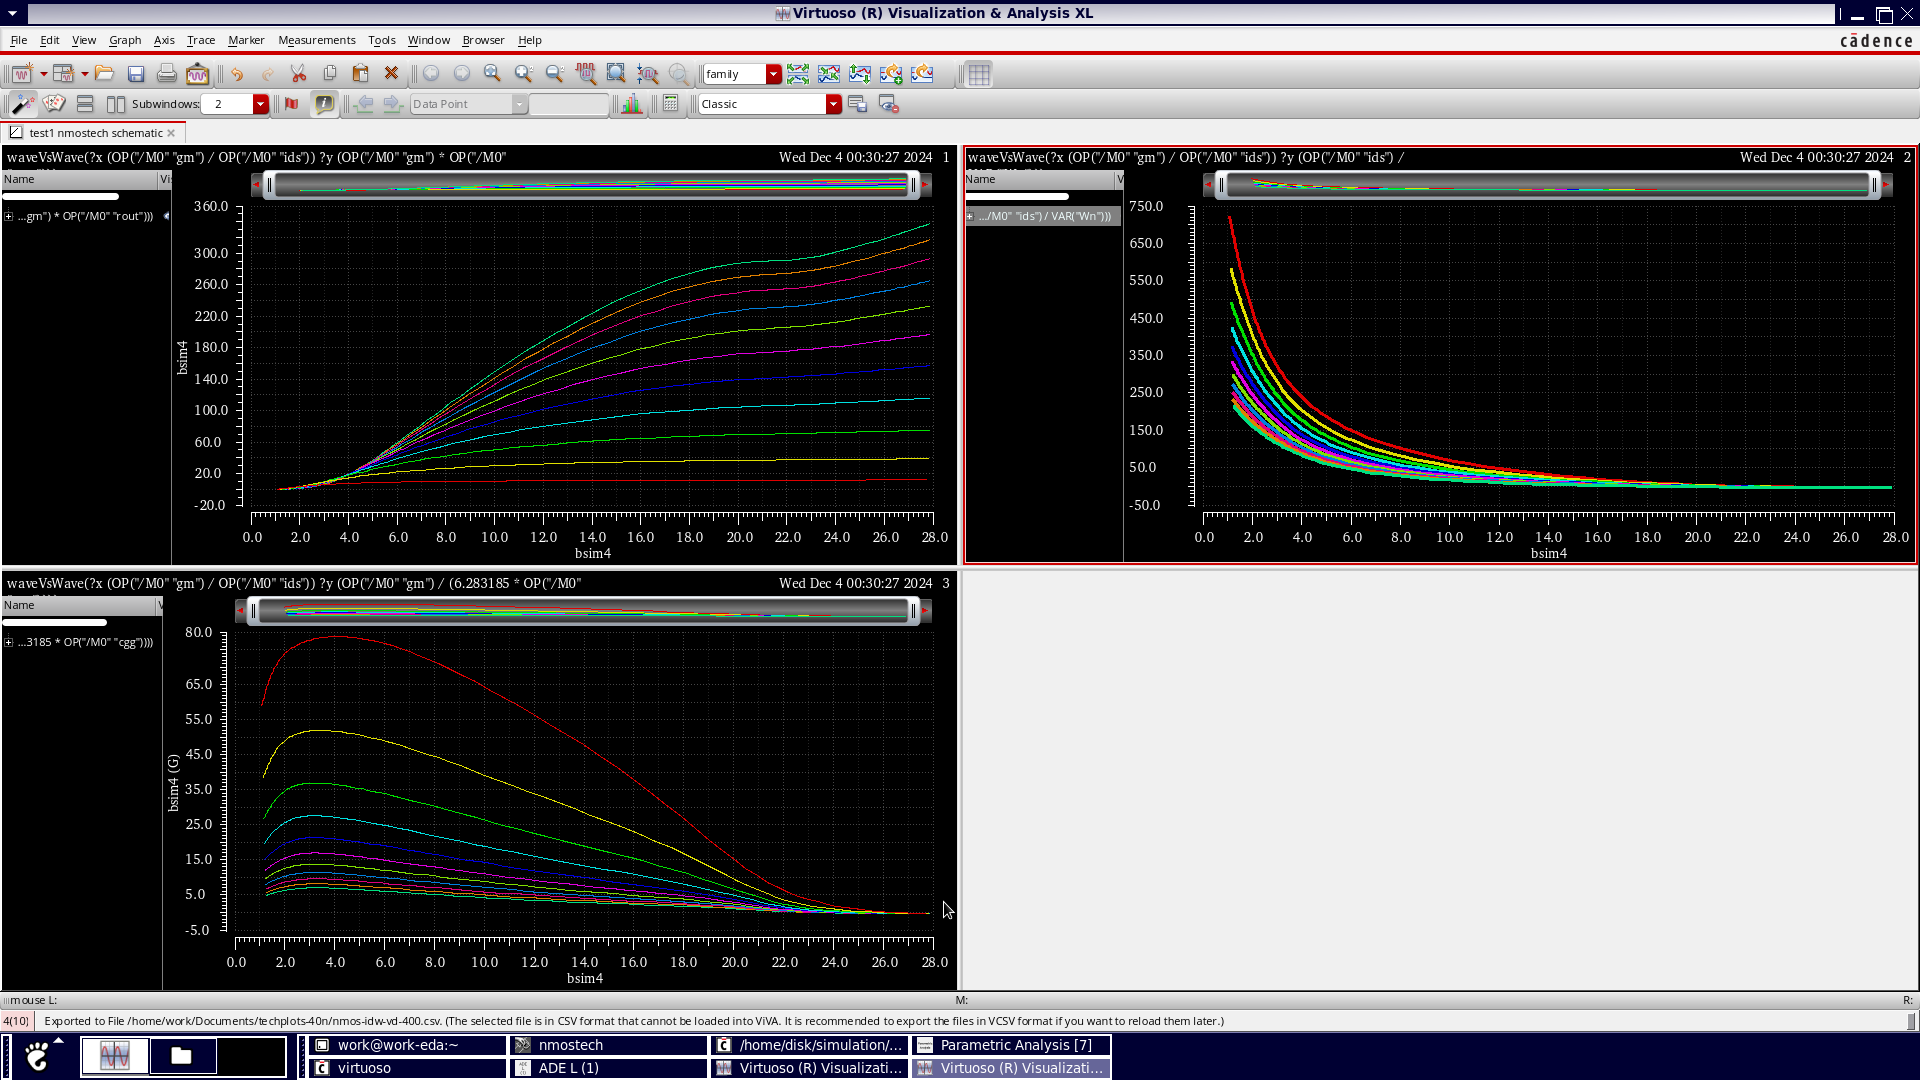 Virtuoso (R) Visualization & Analysis XL
File Edit View Graph Axis Trace Marker Measurements Tools Window Browser Help
cādence
family
Subwindows: 2 Data Point Classic
test1 nmostech schematic
waveVsWave(?x (OP("/M0" "gm") / OP("/M0" "ids")) ?y (OP("/M0" "gm") * OP("/M0" Wed Dec 4 00:30:27 2024 1
Name Vi
...gm") * OP("/M0" "rout")))
360.0
300.0
260.0
220.0
180.0
140.0
100.0
60.0
20.0
-20.0
bsim4
0.0 2.0 4.0 6.0 8.0 10.0 12.0 14.0 16.0 18.0 20.0 22.0 24.0 26.0 28.0
bsim4
waveVsWave(?x (OP("/M0" "gm") / OP("/M0" "ids")) ?y (OP("/M0" "ids") / Wed Dec 4 00:30:27 2024 2
Name V
.../M0" "ids") / VAR("Wn")))
750.0
650.0
550.0
450.0
350.0
250.0
150.0
50.0
-50.0
0.0 2.0 4.0 6.0 8.0 10.0 12.0 14.0 16.0 18.0 20.0 22.0 24.0 26.0 28.0
bsim4
waveVsWave(?x (OP("/M0" "gm") / OP("/M0" "ids")) ?y (OP("/M0" "gm") / (6.283185 * OP("/M0" Wed Dec 4 00:30:27 2024 3
Name V
...3185 * OP("/M0" "cgg"))))
80.0
65.0
55.0
45.0
35.0
25.0
15.0
5.0
-5.0
bsim4 (G)
0.0 2.0 4.0 6.0 8.0 10.0 12.0 14.0 16.0 18.0 20.0 22.0 24.0 26.0 28.0
bsim4
mouse L: M: R:
4(10) Exported to File /home/work/Documents/techplots-40n/nmos-idw-vd-400.csv. (The selected file is in CSV format that cannot be loaded into ViVA. It is recommended to export the files in VCSV format if you want to reload them later.)
work@work-eda:~ nmostech /home/disk/simulation/... Parametric Analysis [7]
virtuoso ADE L (1) Virtuoso (R) Visualizati... Virtuoso (R) Visualizati...